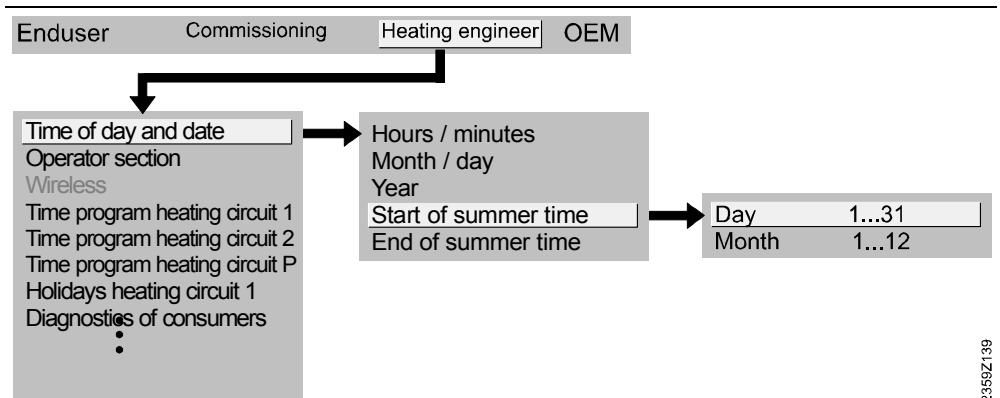 Enduser Commissioning Heating engineer OEM
Time of day and date
Operator section
Wireless
Time program heating circuit 1
Time program heating circuit 2
Time program heating circuit P
Holidays heating circuit 1
Diagnostics of consumers
Hours / minutes
Month / day
Year
Start of summer time
End of summer time
Day 1...31
Month 1...12
2359Z139